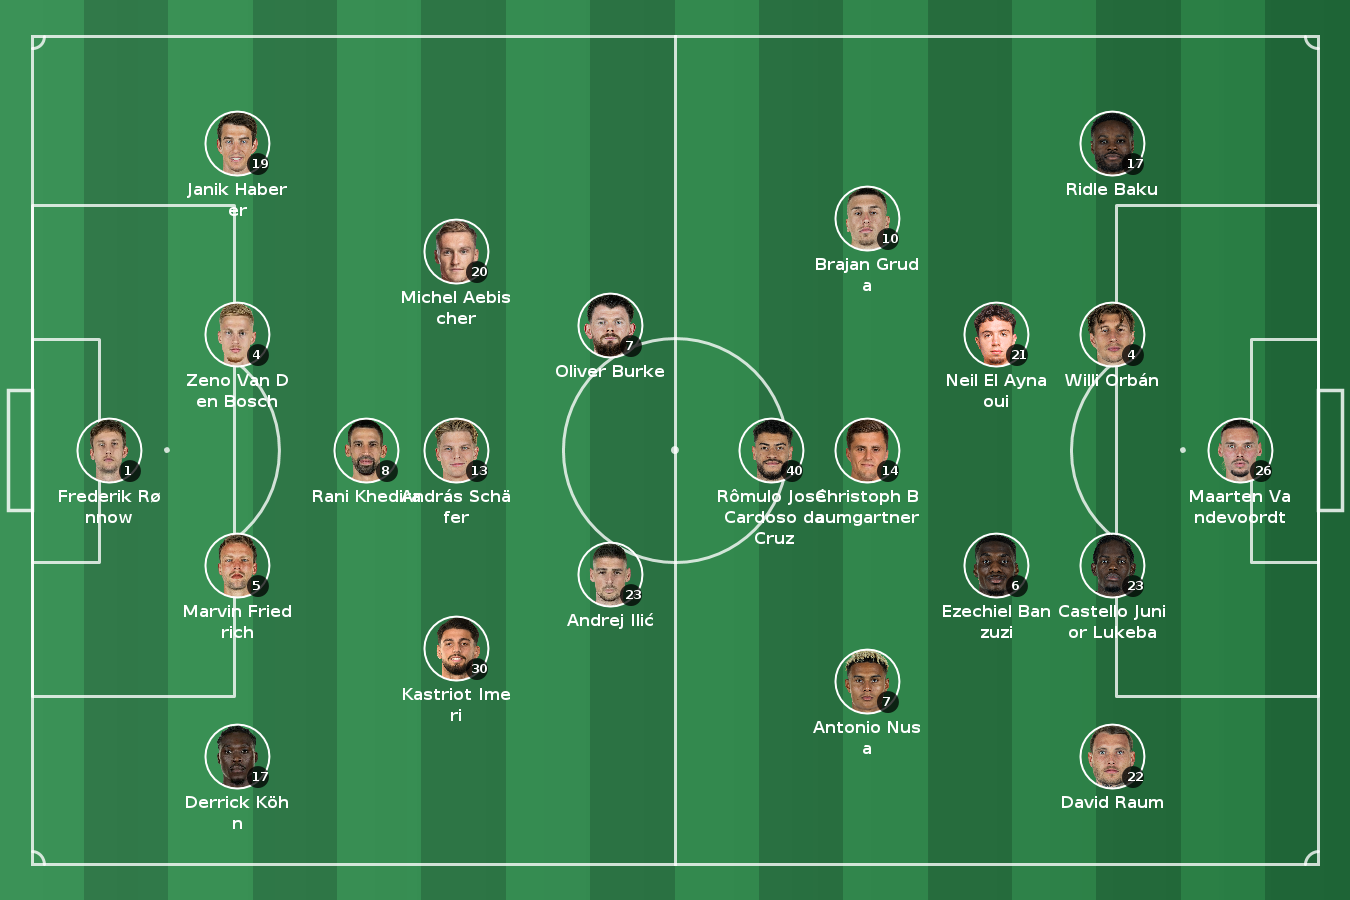 19
Janik Haber
er
17
Ridle Baku
10
Brajan Grud
a
20
Michel Aebis
cher
7
Oliver Burke
4
Zeno Van D
en Bosch
21
Neil El Ayna
oui
4
Willi Orbán
1
Frederik Rø
nnow
8
Rani Khedira
13
András Schä
fer
40
Rômulo José
Cardoso da
Cruz
14
Christoph B
aumgartner
26
Maarten Va
ndevoordt
5
Marvin Fried
rich
23
Andrej Ilić
6
Ezechiel Ban
zuzi
23
Castello Juni
or Lukeba
30
Kastriot Ime
ri
7
Antonio Nus
a
17
Derrick Köh
n
22
David Raum